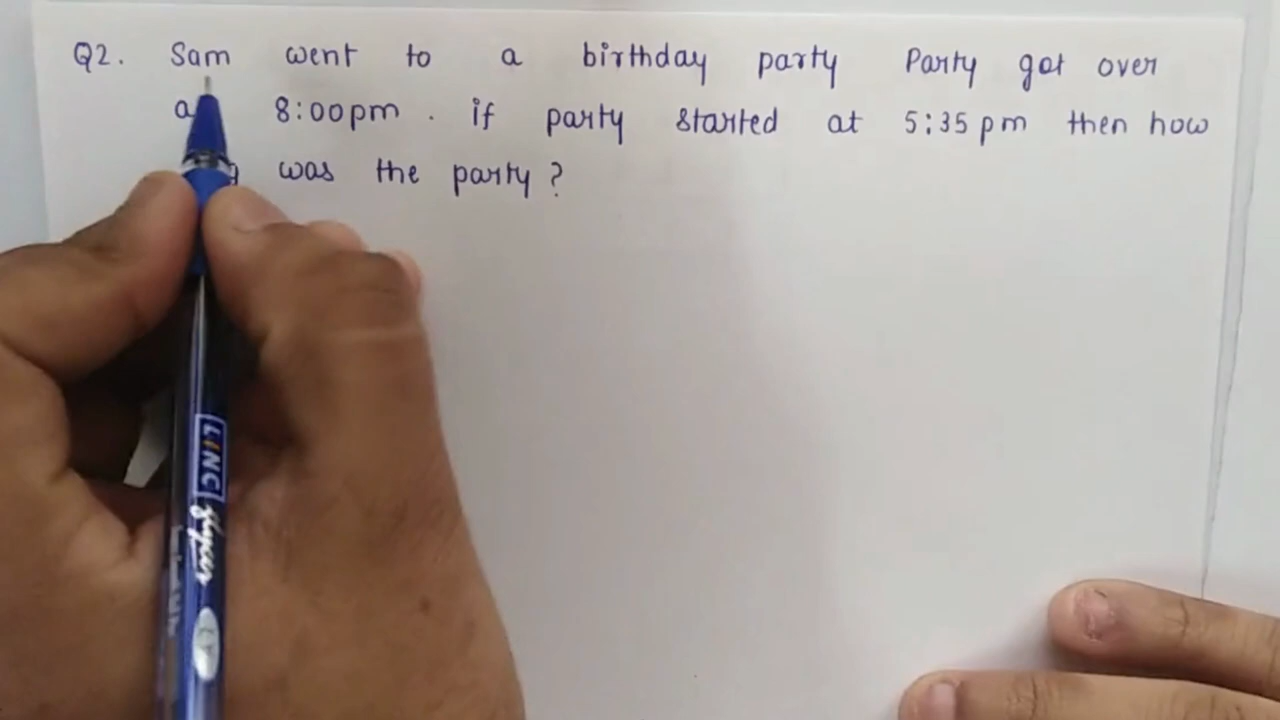 Q2. Sam went to a birthday party Party got over
8:00pm . if party started at 5:35 pm then how
was the party ?
LINC glycer